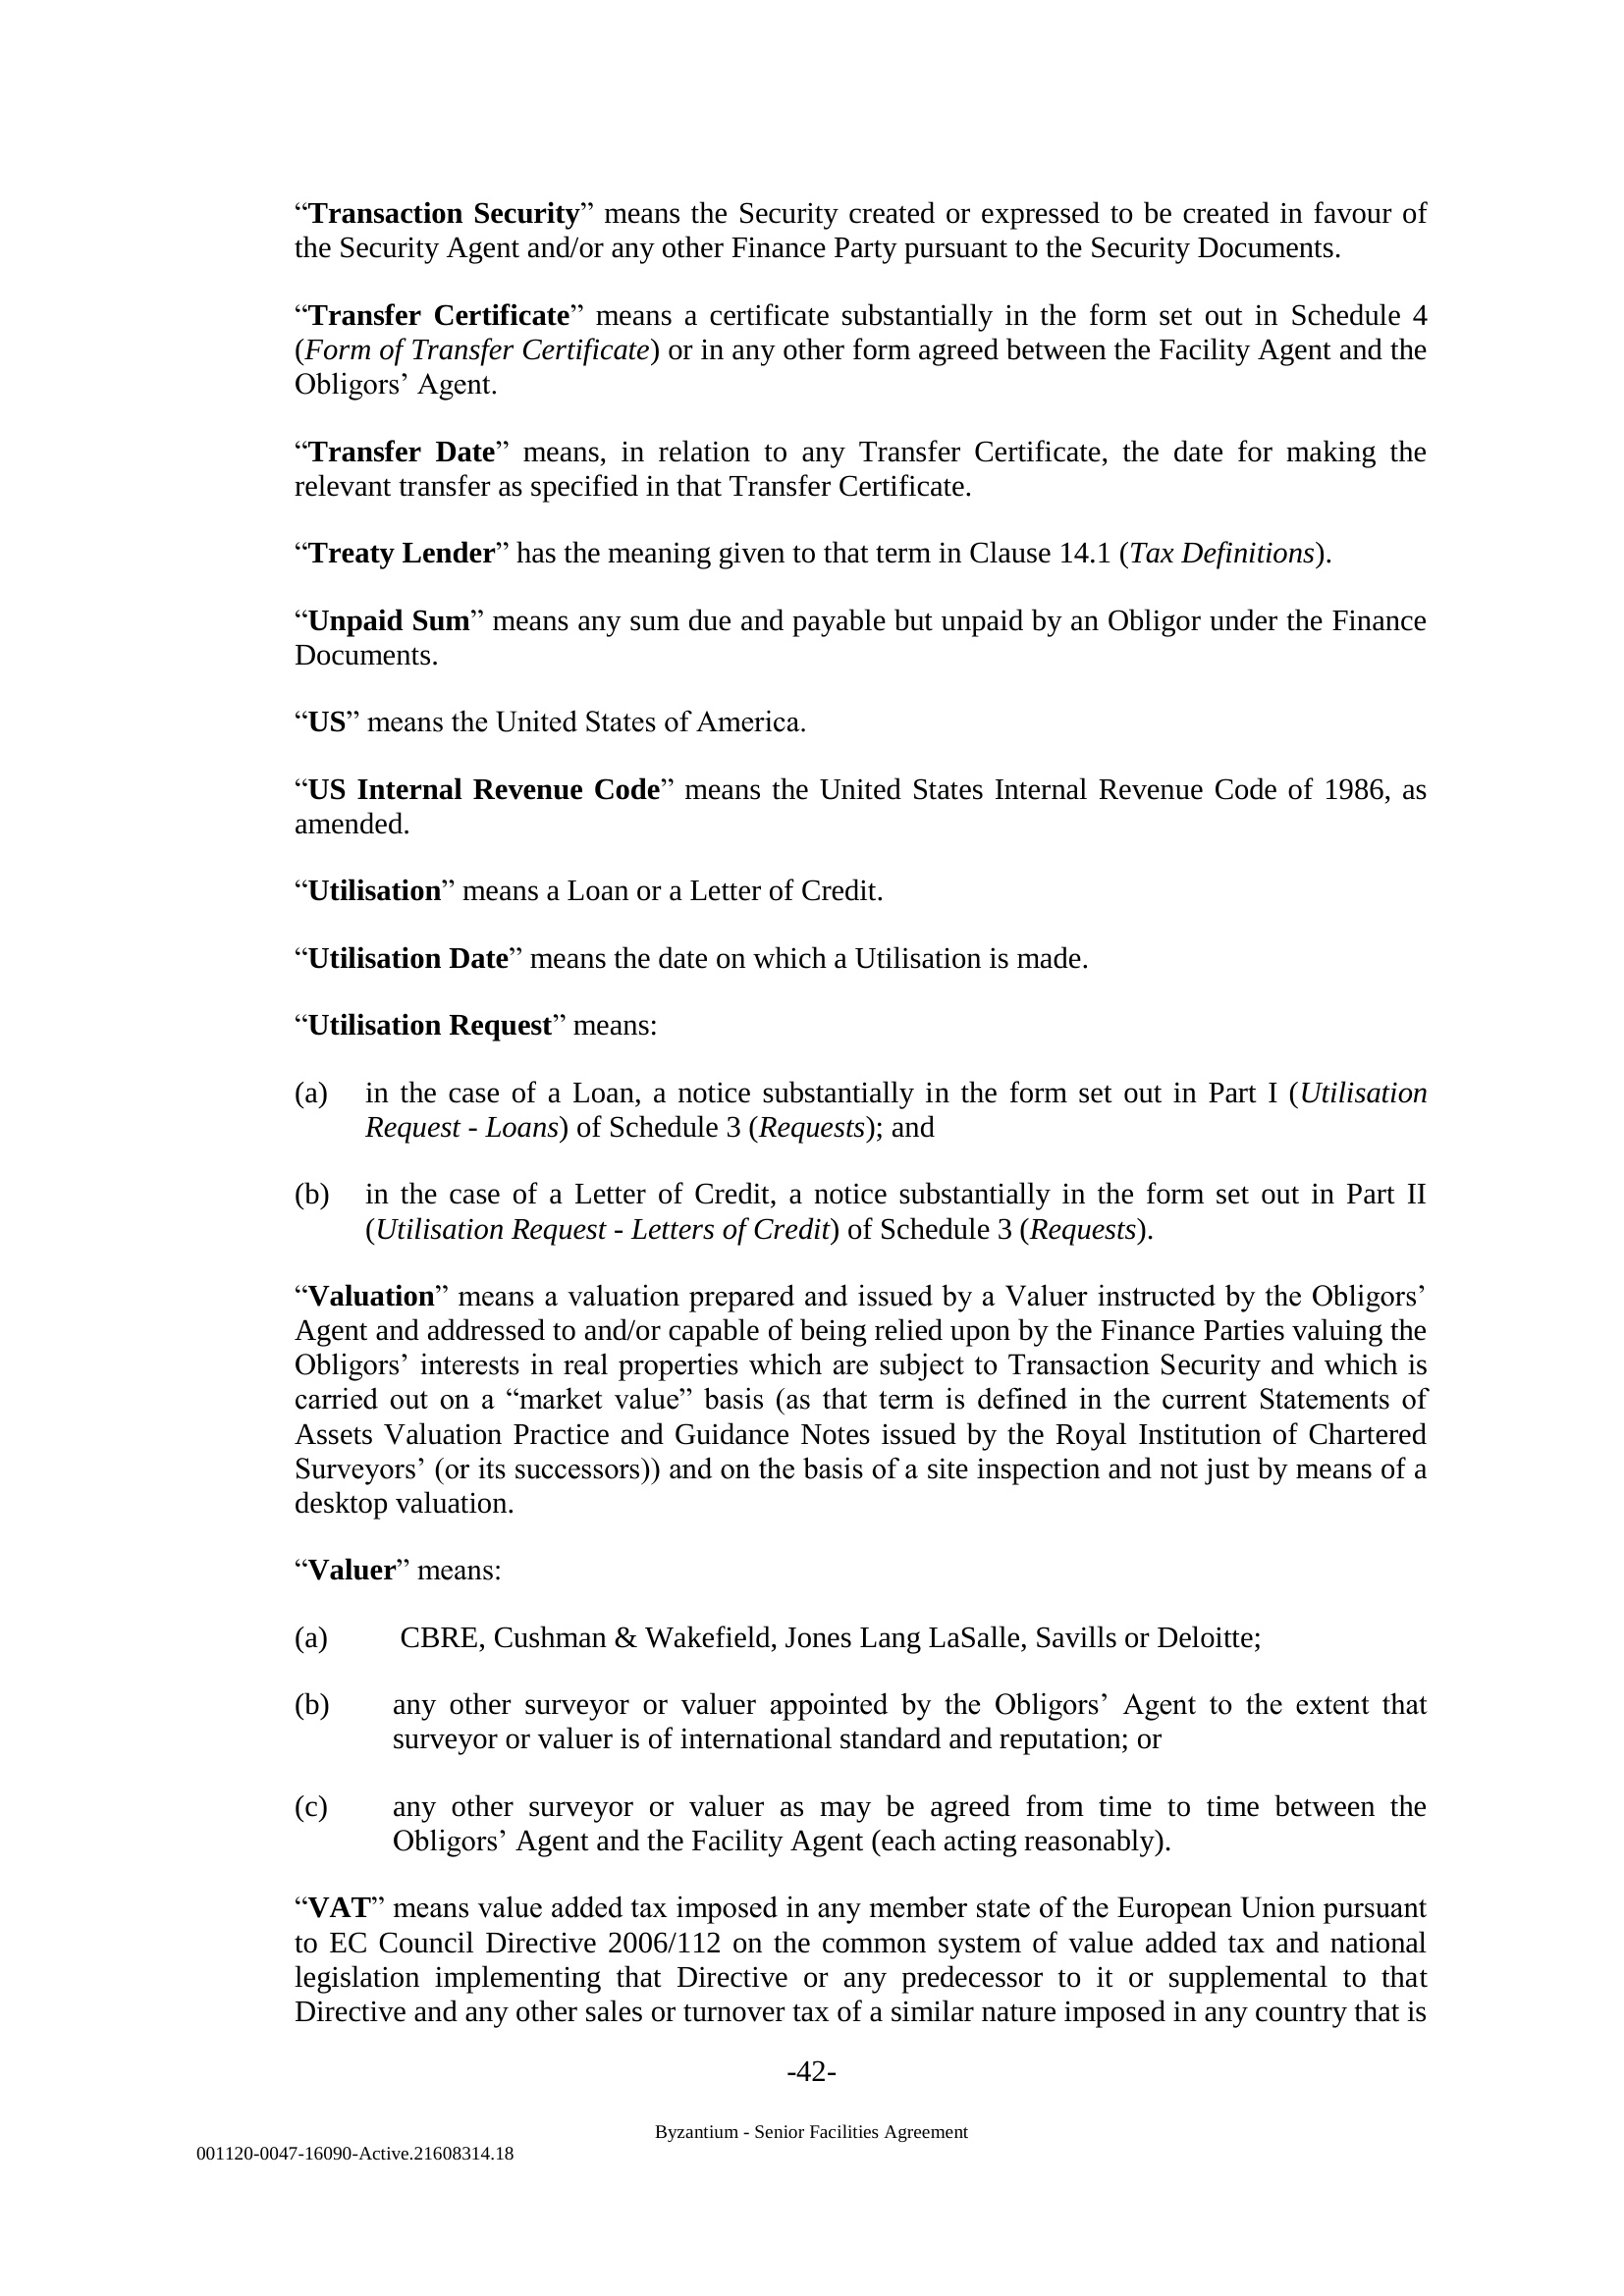 “Transaction Security” means the Security created or expressed to be created in favour of
the Security Agent and/or any other Finance Party pursuant to the Security Documents.
“Transfer Certificate” means a certificate substantially in the form set out in Schedule 4
(Form of Transfer Certificate) or in any other form agreed between the Facility Agent and the
Obligors’ Agent.
“Transfer Date” means, in relation to any Transfer Certificate, the date for making the
relevant transfer as specified in that Transfer Certificate.
“Treaty Lender” has the meaning given to that term in Clause 14.1 (Tax Definitions).
“Unpaid Sum” means any sum due and payable but unpaid by an Obligor under the Finance
Documents.
“US” means the United States of America.
“US Internal Revenue Code” means the United States Internal Revenue Code of 1986, as
amended.
“Utilisation” means a Loan or a Letter of Credit.
“Utilisation Date” means the date on which a Utilisation is made.
“Utilisation Request” means:
(a) in the case of a Loan, a notice substantially in the form set out in Part I (Utilisation
Request - Loans) of Schedule 3 (Requests); and
(b) in the case of a Letter of Credit, a notice substantially in the form set out in Part II
(Utilisation Request - Letters of Credit) of Schedule 3 (Requests).
“Valuation” means a valuation prepared and issued by a Valuer instructed by the Obligors’
Agent and addressed to and/or capable of being relied upon by the Finance Parties valuing the
Obligors’ interests in real properties which are subject to Transaction Security and which is
carried out on a “market value” basis (as that term is defined in the current Statements of
Assets Valuation Practice and Guidance Notes issued by the Royal Institution of Chartered
Surveyors’ (or its successors)) and on the basis of a site inspection and not just by means of a
desktop valuation.
“Valuer” means:
(a) CBRE, Cushman & Wakefield, Jones Lang LaSalle, Savills or Deloitte;
(b) any other surveyor or valuer appointed by the Obligors’ Agent to the extent that
surveyor or valuer is of international standard and reputation; or
(c) any other surveyor or valuer as may be agreed from time to time between the
Obligors’ Agent and the Facility Agent (each acting reasonably).
“VAT” means value added tax imposed in any member state of the European Union pursuant
to EC Council Directive 2006/112 on the common system of value added tax and national
legislation implementing that Directive or any predecessor to it or supplemental to that
Directive and any other sales or turnover tax of a similar nature imposed in any country that is
-42-
Byzantium - Senior Facilities Agreement
001120-0047-16090-Active.21608314.18